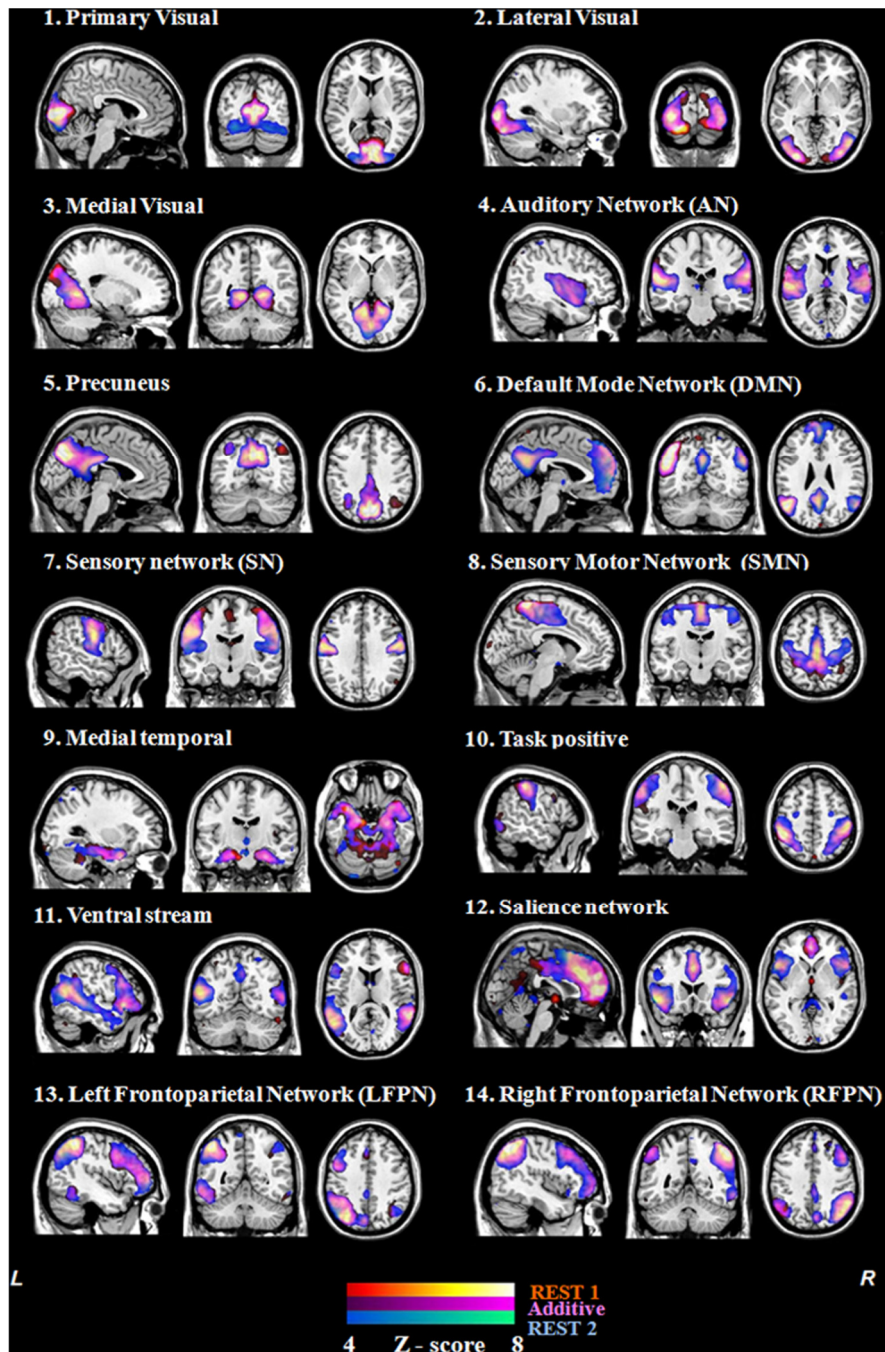 1. Primary Visual
2. Lateral Visual
3. Medial Visual
4. Auditory Network (AN)
5. Precuneus
6. Default Mode Network (DMN)
7. Sensory network (SN)
8. Sensory Motor Network (SMN)
9. Medial temporal
10. Task positive
11. Ventral stream
12. Salience network
13. Left Frontoparietal Network (LFPN)
14. Right Frontoparietal Network (RFPN)
L
R
REST 1
Additive
REST 2
4 Z - score 8